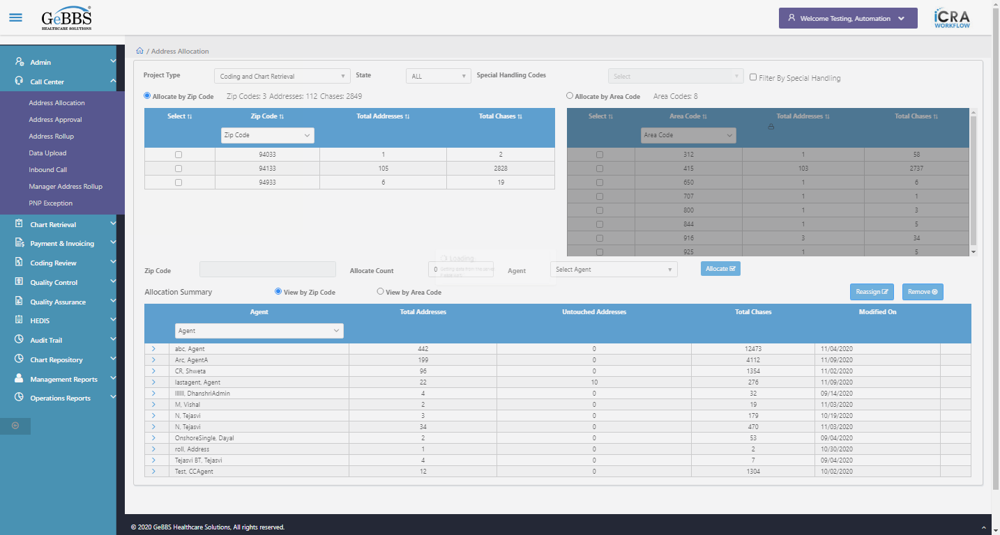 GeBBS
HEALTHCARE SOLUTIONS
Welcome Testing, Automation
iCRA
WORKFLOW
Admin
Call Center
Address Allocation
Address Approval
Address Rollup
Data Upload
Inbound Call
Manager Address Rollup
PNP Exception
Chart Retrieval
Payment & Invoicing
Coding Review
Quality Control
Quality Assurance
HEDIS
Audit Trail
Chart Repository
Management Reports
Operations Reports
/ Address Allocation
Project Type Coding and Chart Retrieval State ALL Special Handling Codes Select Filter By Special Handling
Allocate by Zip Code Zip Codes: 3 Addresses: 112 Chases: 2849
Select Zip Code Total Addresses Total Chases
Zip Code
94033 1 2
94133 105 2828
94933 6 19
Allocate by Area Code Area Codes: 8
Select Area Code Total Addresses Total Chases
Area Code
312 1 58
415 103 2737
650 1 6
707 1 1
800 1 3
844 1 5
916 3 34
925 1 5
Loading
Zip Code Allocate Count 0 Agent Select Agent Allocate
Allocation Summary View by Zip Code View by Area Code Reassign Remove
Agent Total Addresses Untouched Addresses Total Chases Modified On
Agent
abc, Agent 442 0 12473 11/04/2020
Arc, AgentA 199 0 4112 11/09/2020
CR, Shweta 96 0 1354 11/02/2020
lastagent, Agent 22 10 276 11/09/2020
DhanshriAdmin 4 0 32 09/14/2020
M, Vishal 2 0 19 11/03/2020
N, Tejasvi 3 0 179 10/19/2020
N, Tejasvi 34 0 470 11/03/2020
OnshoreSingle, Dayal 2 0 53 09/04/2020
roll, Address 1 0 2 10/30/2020
Tejasvi BT, Tejasvi 4 0 7 09/04/2020
Test, CCAgent 12 0 1304 10/02/2020
© 2020 GeBBS Healthcare Solutions, All rights reserved.